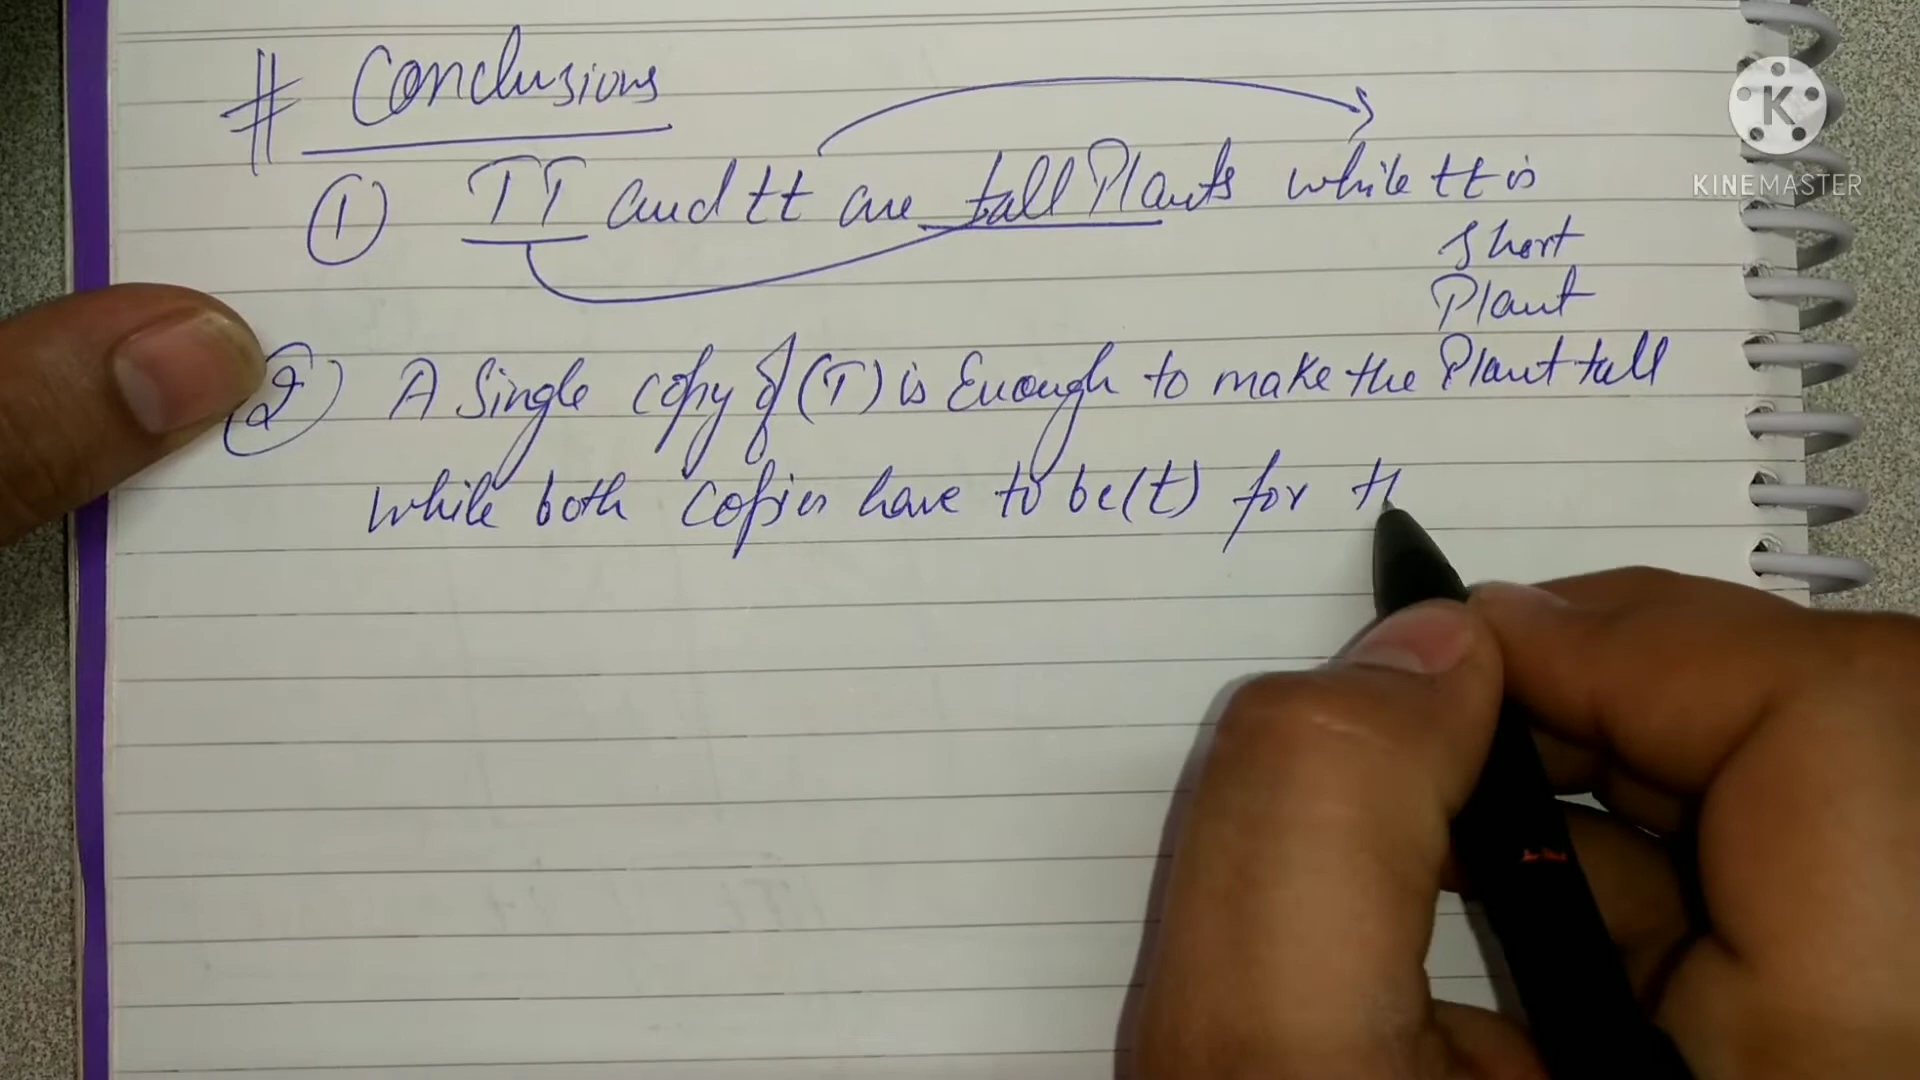 # Conclusions
① TT and tt are tall Plants while tt is
Short
Plant
② A Single copy of (T) is Enough to make the Plant tall
while both copies have to be (t) for th
K
KINEMASTER